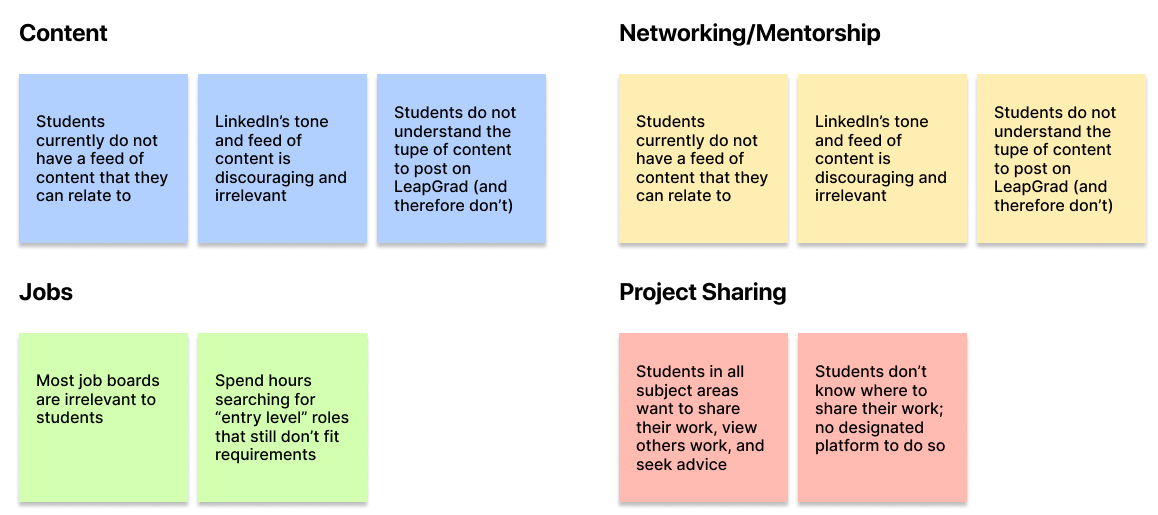 Content
Students
currently do not
have a feed of
content that they
can relate to
LinkedIn’s tone
and feed of
content is
discouraging and
irrelevant
Students do not
understand the
tupe of content
to post on
LeapGrad (and
therefore don’t)
Networking/Mentorship
Students
currently do not
have a feed of
content that they
can relate to
LinkedIn’s tone
and feed of
content is
discouraging and
irrelevant
Students do not
understand the
tupe of content
to post on
LeapGrad (and
therefore don’t)
Jobs
Most job boards
are irrelevant to
students
Spend hours
searching for
“entry level” roles
that still don’t fit
requirements
Project Sharing
Students in all
subject areas
want to share
their work, view
others work, and
seek advice
Students don’t
know where to
share their work;
no designated
platform to do so